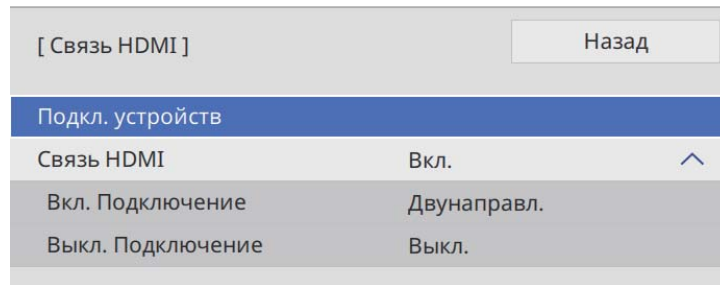 [ Связь HDMI ] Назад
Подкл. устройств
Связь HDMI Вкл.
Вкл. Подключение Двунаправл.
Выкл. Подключение Выкл.